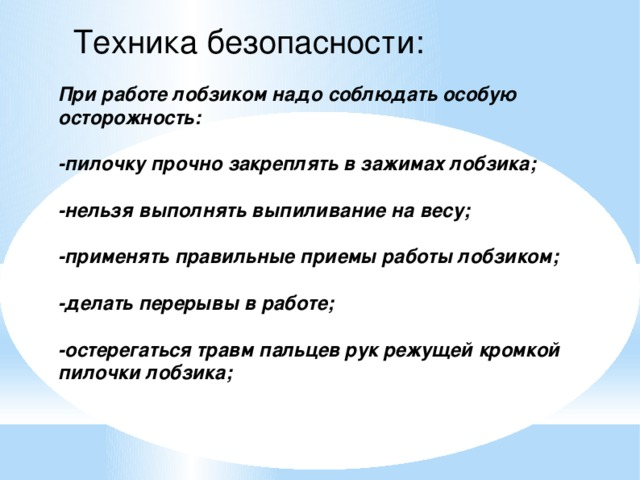 Техника безопасности:
При работе лобзиком надо соблюдать особую
осторожность:
-пилочку прочно закреплять в зажимах лобзика;
-нельзя выполнять выпиливание на весу;
-применять правильные приемы работы лобзиком;
-делать перерывы в работе;
-остерегаться травм пальцев рук режущей кромкой
пилочки лобзика;